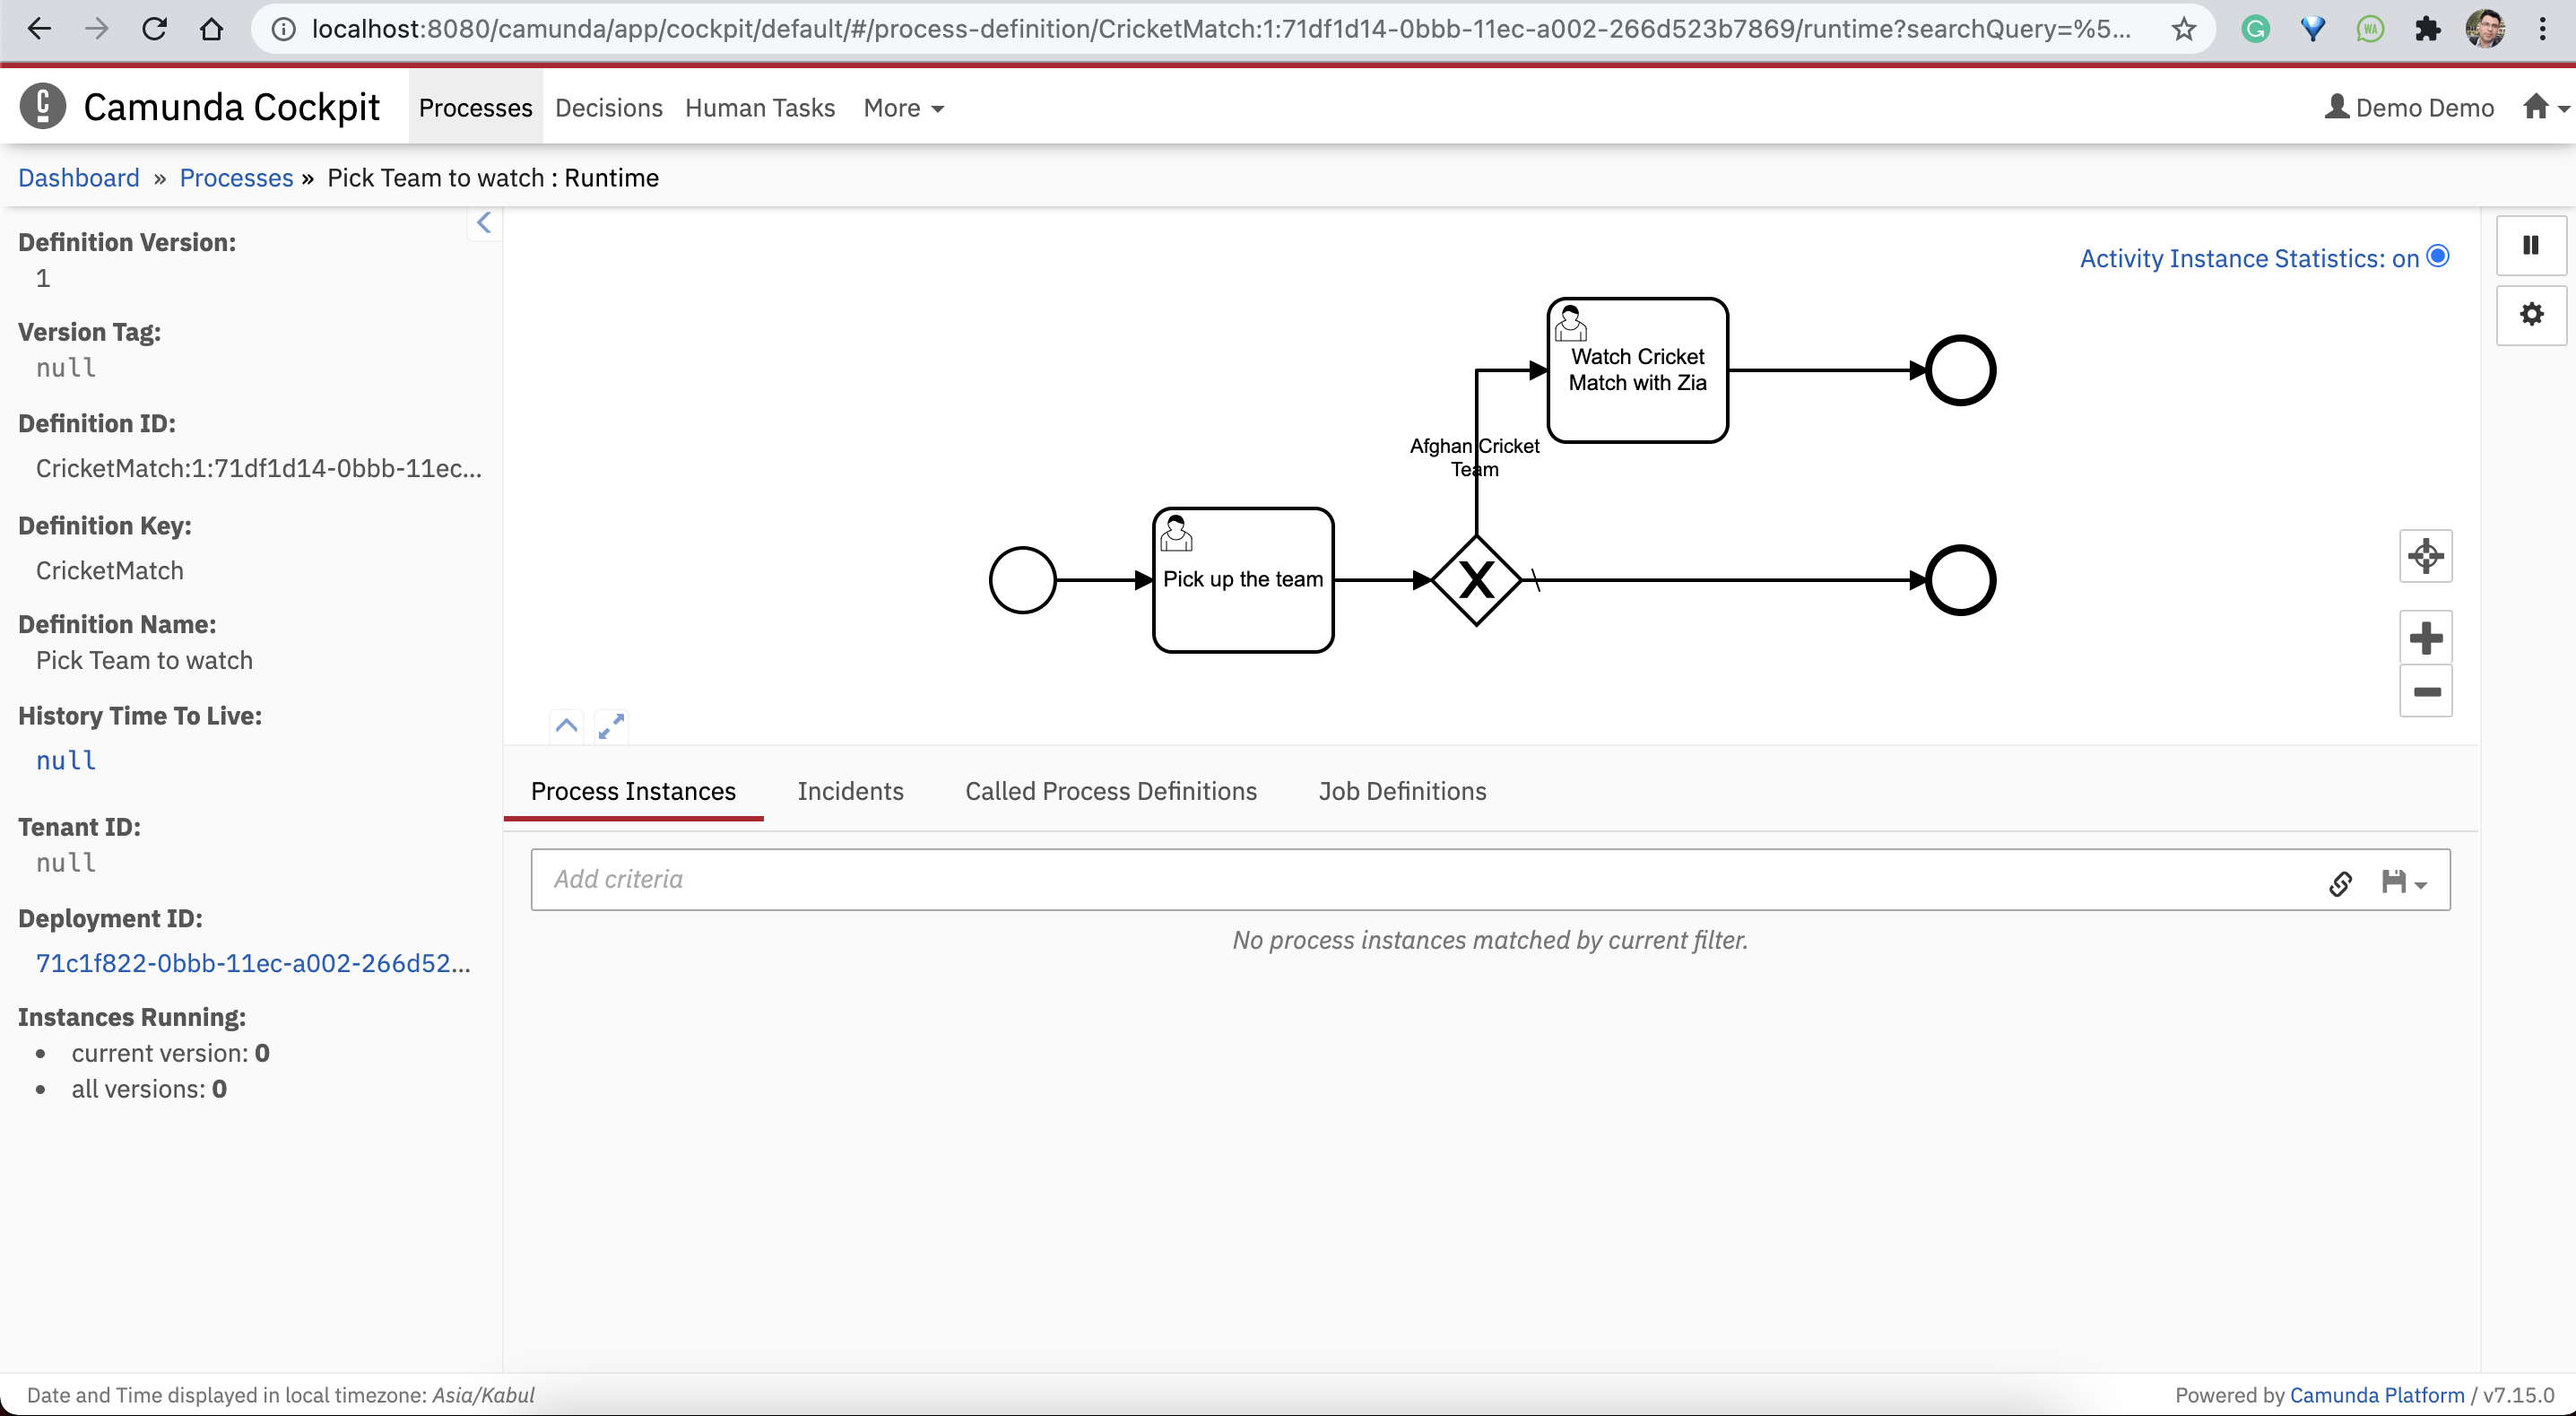 localhost:8080/camunda/app/cockpit/default/#/process-definition/CricketMatch:1:71df1d14-0bbb-11ec-a002-266d523b7869/runtime?searchQuery=%5...
Camunda Cockpit
Processes
Decisions
Human Tasks
More
Demo Demo
Dashboard » Processes » Pick Team to watch : Runtime
Definition Version:
1
Version Tag:
null
Definition ID:
CricketMatch:1:71df1d14-0bbb-11ec...
Definition Key:
CricketMatch
Definition Name:
Pick Team to watch
History Time To Live:
null
Tenant ID:
null
Deployment ID:
71c1f822-0bbb-11ec-a002-266d52...
Instances Running:
current version: 0
all versions: 0
Activity Instance Statistics: on
Watch Cricket
Match with Zia
Afghan Cricket
Team
Pick up the team
X
Process Instances
Incidents
Called Process Definitions
Job Definitions
Add criteria
No process instances matched by current filter.
Date and Time displayed in local timezone: Asia/Kabul
Powered by Camunda Platform / v7.15.0